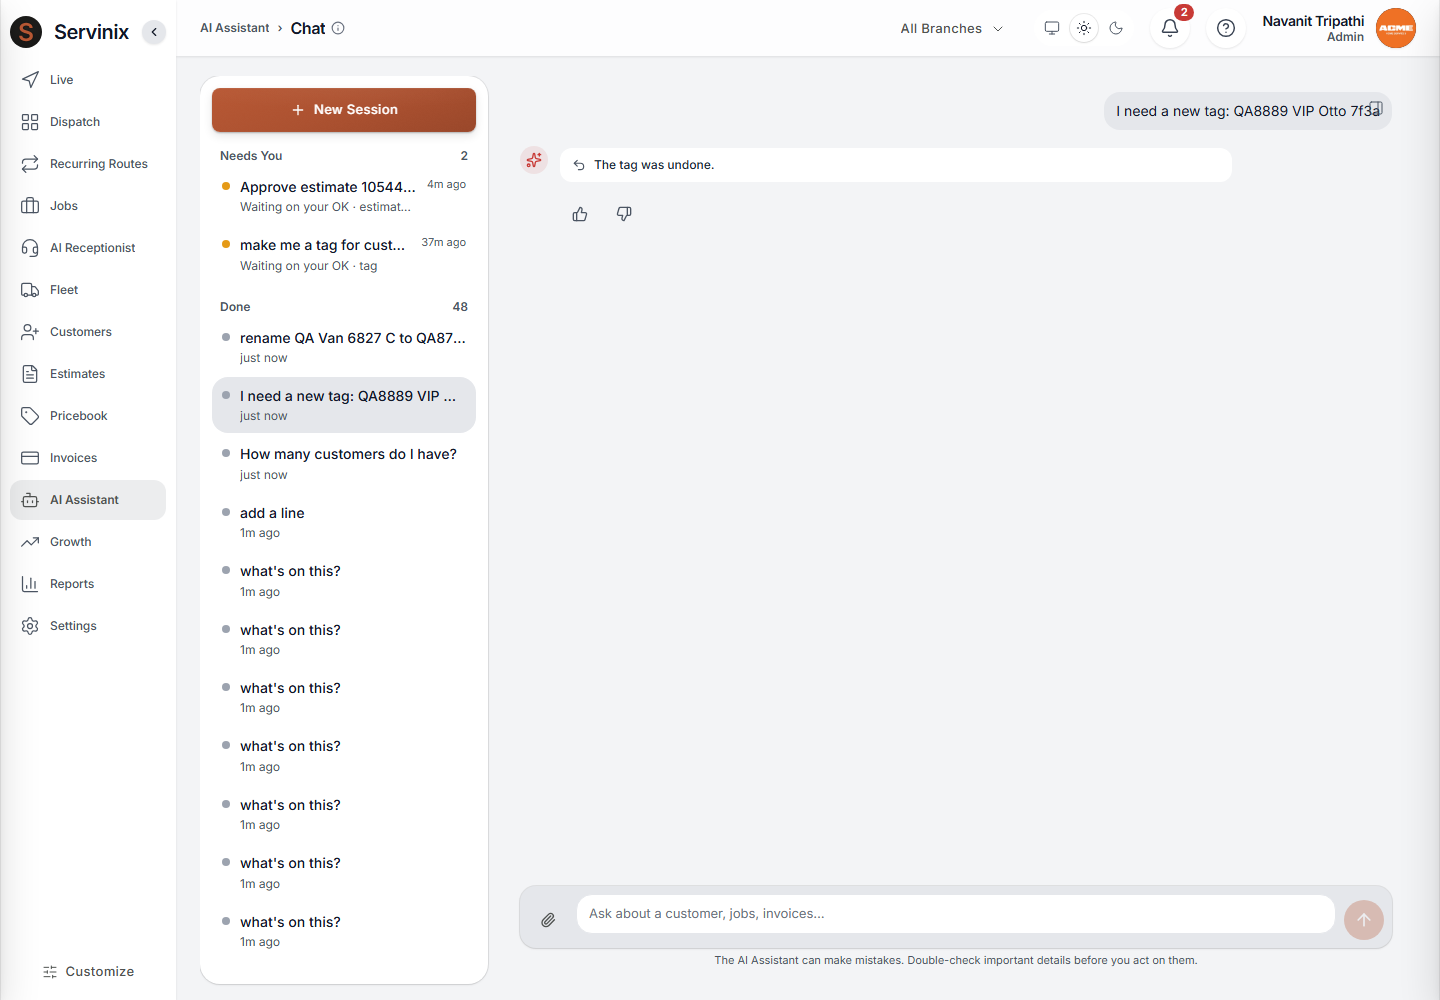 S Servinix
Live
Dispatch
Recurring Routes
Jobs
AI Receptionist
Fleet
Customers
Estimates
Pricebook
Invoices
AI Assistant
Growth
Reports
Settings
Customize
AI Assistant › Chat
All Branches
2
Navanit Tripathi
Admin
ACME
+ New Session
Needs You 2
Approve estimate 10544... 4m ago
Waiting on your OK · estimat...
make me a tag for cust... 37m ago
Waiting on your OK · tag
Done 48
rename QA Van 6827 C to QA87...
just now
I need a new tag: QA8889 VIP ...
just now
How many customers do I have?
just now
add a line
1m ago
what's on this?
1m ago
what's on this?
1m ago
what's on this?
1m ago
what's on this?
1m ago
what's on this?
1m ago
what's on this?
1m ago
what's on this?
1m ago
I need a new tag: QA8889 VIP Otto 7f3a
The tag was undone.
Ask about a customer, jobs, invoices...
The AI Assistant can make mistakes. Double-check important details before you act on them.